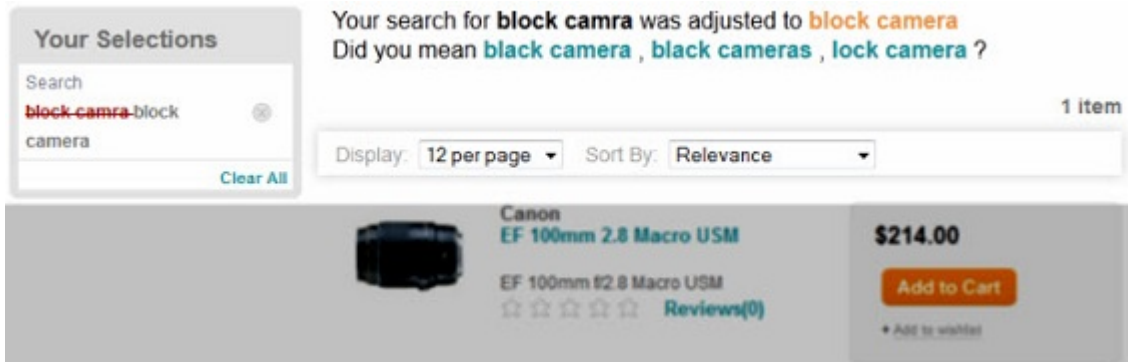 Your Selections
Search
block camra block
camera
Clear All
Your search for block camra was adjusted to block camera
Did you mean black camera , black cameras , lock camera ?
1 item
Display: 12 per page Sort By: Relevance
Canon
EF 100mm 2.8 Macro USM
EF 100mm f/2.8 Macro USM
Reviews(0)
$214.00
Add to Cart
+ Add to wishlist